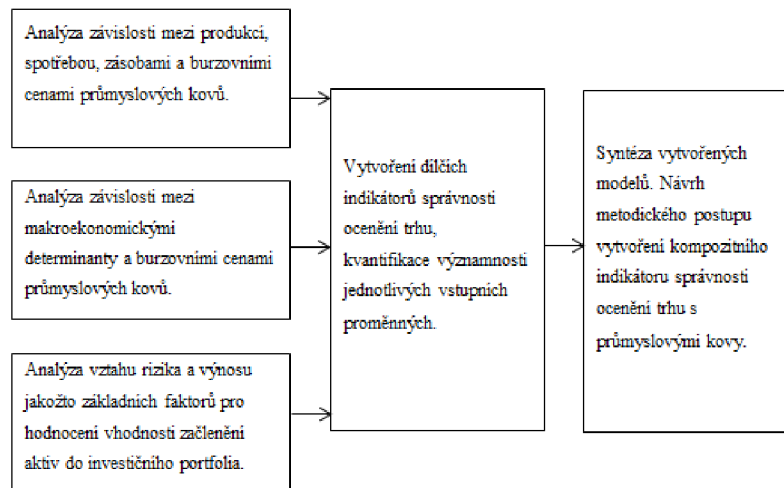 Analýza závislosti mezi produkcí,
spotřebou, zásobami a burzovními
cenami průmyslových kovů.
Analýza závislosti mezi
makroekonomickými
determinanty a burzovními cenami
průmyslových kovů.
Analýza vztahu rizika a výnosu
jakožto základních faktorů pro
hodnocení vhodnosti začlenění
aktiv do investičního portfolia.
Vytvoření dílčích
indikátorů správnosti
ocenění trhu,
kvantifikace významnosti
jednotlivých vstupních
proměnných.
Syntéza vytvořených
modelů. Návrh
metodického postupu
vytvoření kompozitního
indikátoru správnosti
ocenění trhu s
průmyslovými kovy.